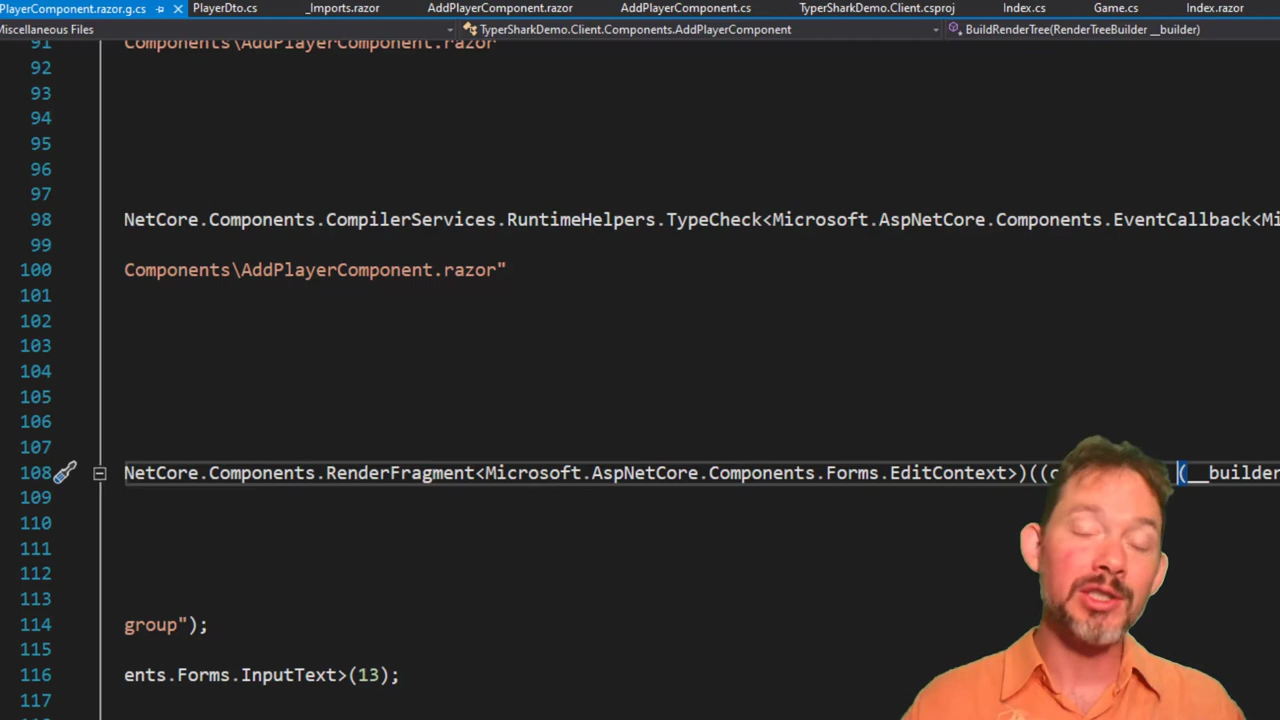 PlayerComponent.razor.g.cs PlayerDto.cs _Imports.razor AddPlayerComponent.razor AddPlayerComponent.cs TyperSharkDemo.Client.csproj Index.cs Game.cs Index.razor
Miscellaneous Files TyperSharkDemo.Client.Components.AddPlayerComponent BuildRenderTree(RenderTreeBuilder __builder)
91 Components\AddPlayerComponent.razor"
92
93
94
95
96
97
98 NetCore.Components.CompilerServices.RuntimeHelpers.TypeCheck<Microsoft.AspNetCore.Components.EventCallback<Mi
99
100 Components\AddPlayerComponent.razor"
101
102
103
104
105
106
107
108 NetCore.Components.RenderFragment<Microsoft.AspNetCore.Components.Forms.EditContext>)((c (__builder
109
110
111
112
113
114 group");
115
116 ents.Forms.InputText>(13);
117